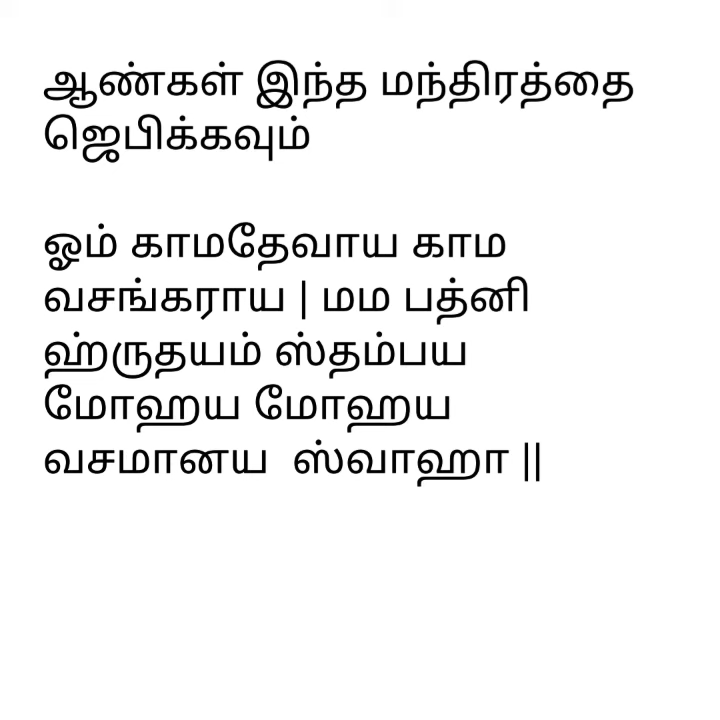 ஆண்கள் இந்த மந்திரத்தை
ஜெபிக்கவும்
ஓம் காமதேவாய காம
வசங்கராய | மம பத்னி
ஹ்ருதயம் ஸ்தம்பய
மோஹய மோஹய
வசமானய  ஸ்வாஹா ||